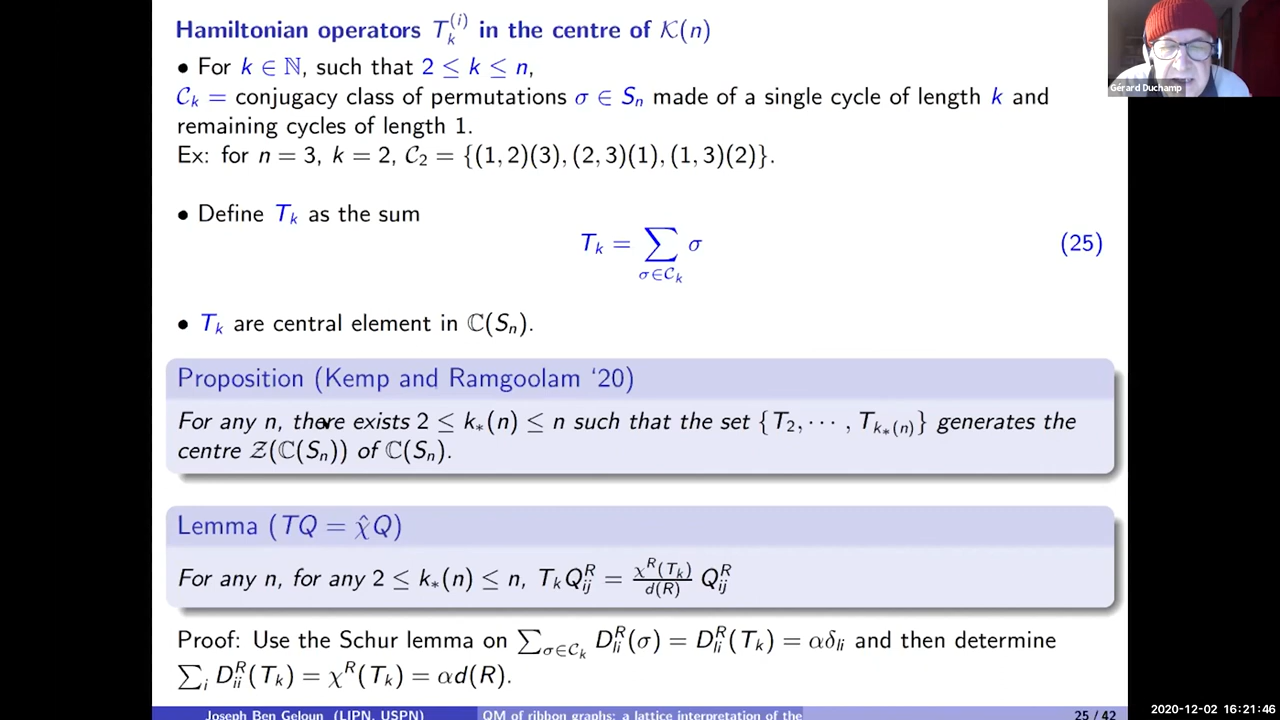 Hamiltonian operators T_k^{(i)} in the centre of 𝒦(n)
• For k ∈ ℕ, such that 2 ≤ k ≤ n,
𝒞_k = conjugacy class of permutations σ ∈ S_n made of a single cycle of length k and
remaining cycles of length 1.
Ex: for n = 3, k = 2, 𝒞_2 = {(1, 2)(3), (2, 3)(1), (1, 3)(2)}.
• Define T_k as the sum
T_k = ∑_{σ∈𝒞_k} σ (25)
• T_k are central element in ℂ(S_n).
Proposition (Kemp and Ramgoolam ‘20)
For any n, there exists 2 ≤ k_*(n) ≤ n such that the set {T_2, ⋯ , T_{k_*(n)}} generates the
centre 𝒵(ℂ(S_n)) of ℂ(S_n).
Lemma (TQ = χ̂Q)
For any n, for any 2 ≤ k_*(n) ≤ n, T_k Q_{ij}^R = \frac{χ^R(T_k)}{d(R)} Q_{ij}^R
Proof: Use the Schur lemma on ∑_{σ∈𝒞_k} D_{li}^R(σ) = D_{li}^R(T_k) = αδ_{li} and then determine
∑_i D_{ii}^R(T_k) = χ^R(T_k) = αd(R).
Joseph Ben Geloun (LIPN, USPN) QM of ribbon graphs: a lattice interpretation of the 25 / 42
Gérard Duchamp
2020-12-02 16:21:46